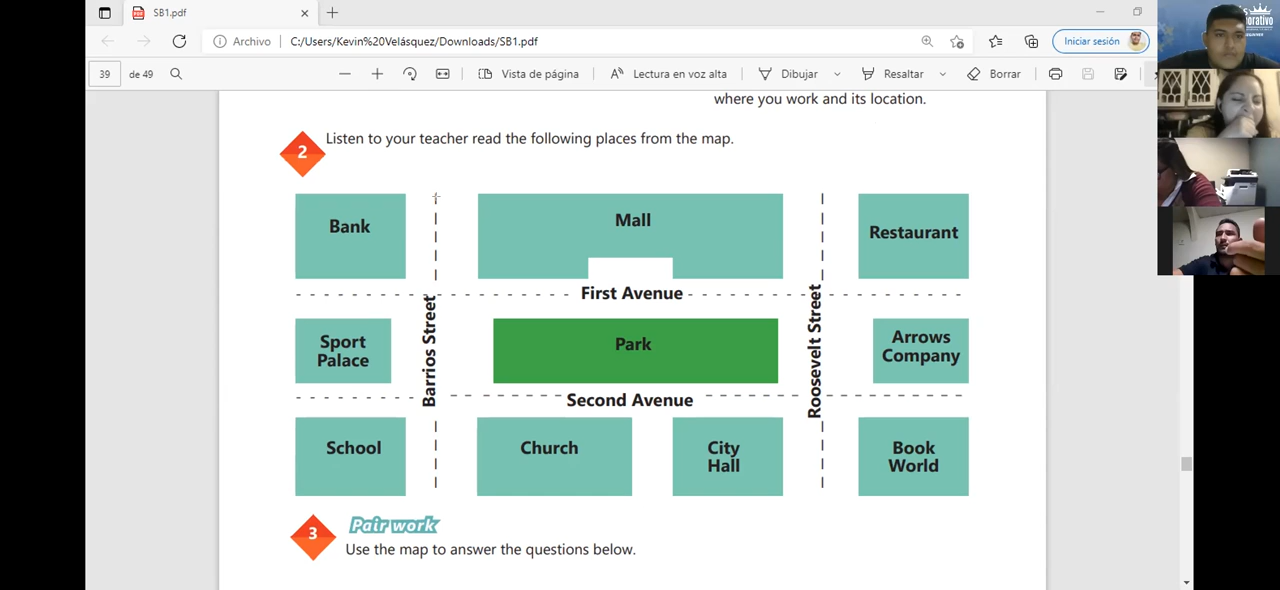 SB1.pdf
Archivo
C:/Users/Kevin%20Velásquez/Downloads/SB1.pdf
Iniciar sesión
39 de 49
Vista de página
Lectura en voz alta
Dibujar
Resaltar
Borrar
where you work and its location.
2
Listen to your teacher read the following places from the map.
Bank
Mall
Restaurant
First Avenue
Sport
Palace
Barrios Street
Park
Roosevelt Street
Arrows
Company
Second Avenue
School
Church
City
Hall
Book
World
3
Pair work
Use the map to answer the questions below.